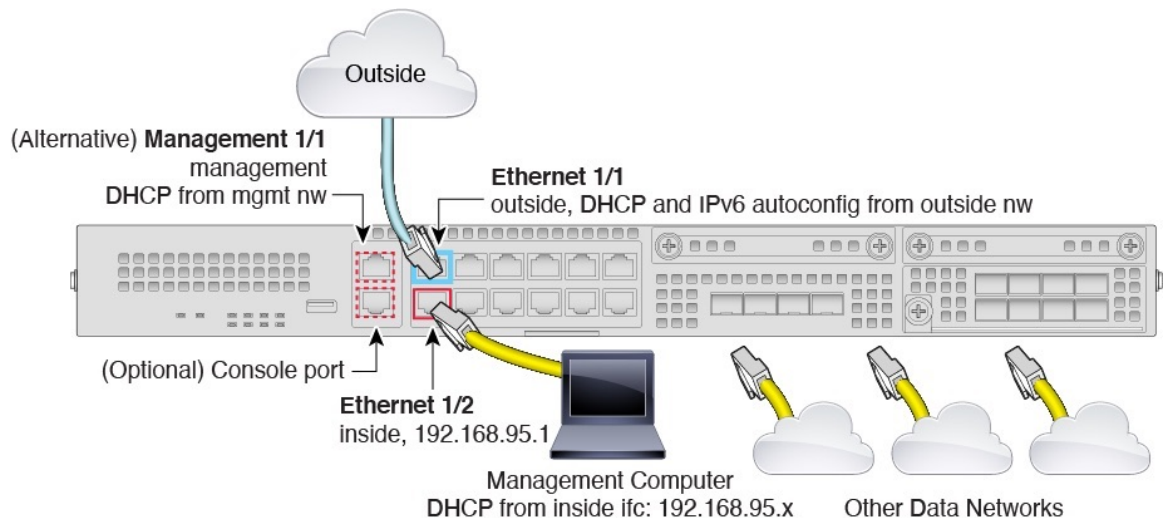 Outside
(Alternative) Management 1/1
management
DHCP from mgmt nw
Ethernet 1/1
outside, DHCP and IPv6 autoconfig from outside nw
(Optional) Console port
Ethernet 1/2
inside, 192.168.95.1
Management Computer
DHCP from inside ifc: 192.168.95.x
Other Data Networks